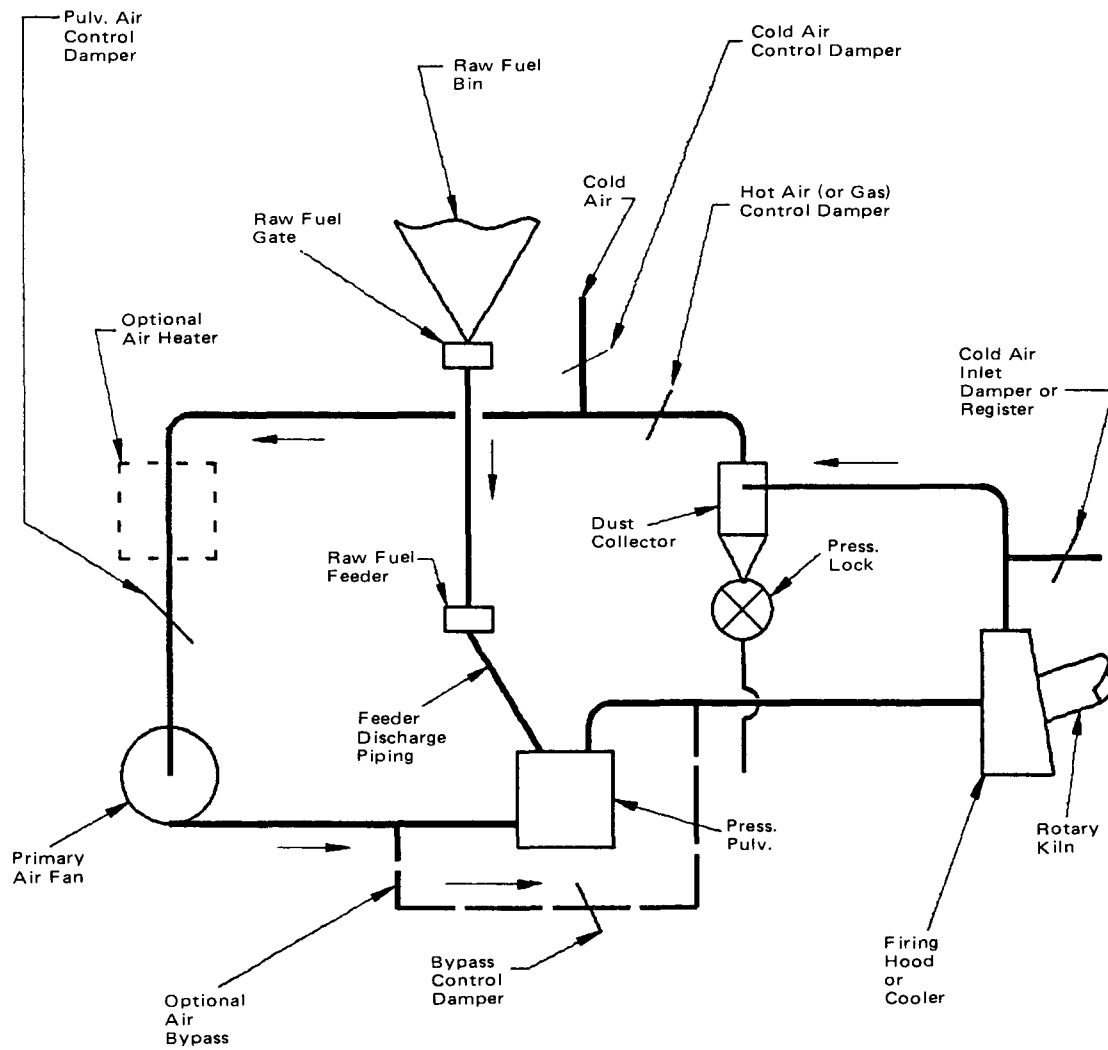 Pulv. Air
Control
Damper
Raw Fuel
Bin
Cold Air
Control Damper
Cold
Air
Hot Air (or Gas)
Control Damper
Raw Fuel
Gate
Optional
Air Heater
Cold Air
Inlet
Damper or
Register
Dust
Collector
Press.
Lock
Raw Fuel
Feeder
Feeder
Discharge
Piping
Press.
Pulv.
Rotary
Kiln
Primary
Air Fan
Firing
Hood
or
Cooler
Bypass
Control
Damper
Optional
Air
Bypass